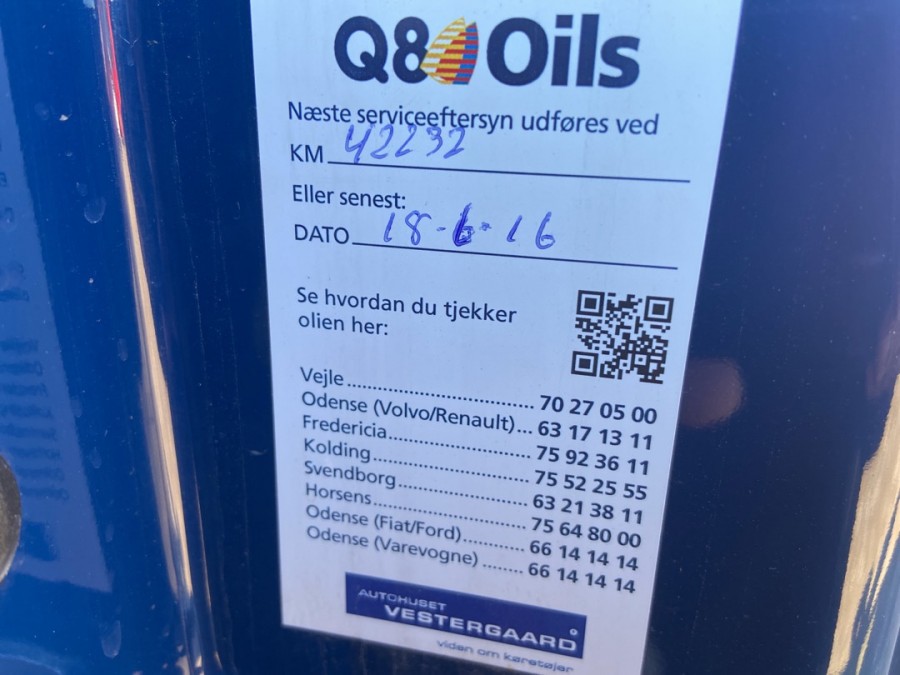 Q8 Oils
Næste serviceeftersyn udføres ved
KM 42232
Eller senest:
DATO 18-6-16
Se hvordan du tjekker
olien her:
Vejle 70 27 05 00
Odense (Volvo/Renault) 63 17 13 11
Fredericia 75 92 36 11
Kolding 75 52 25 55
Svendborg 63 21 38 11
Horsens 75 64 80 00
Odense (Fiat/Ford) 66 14 14 14
Odense (Varevogne) 66 14 14 14
AUTOHUSET
VESTERGAARD
viden om køretøjer